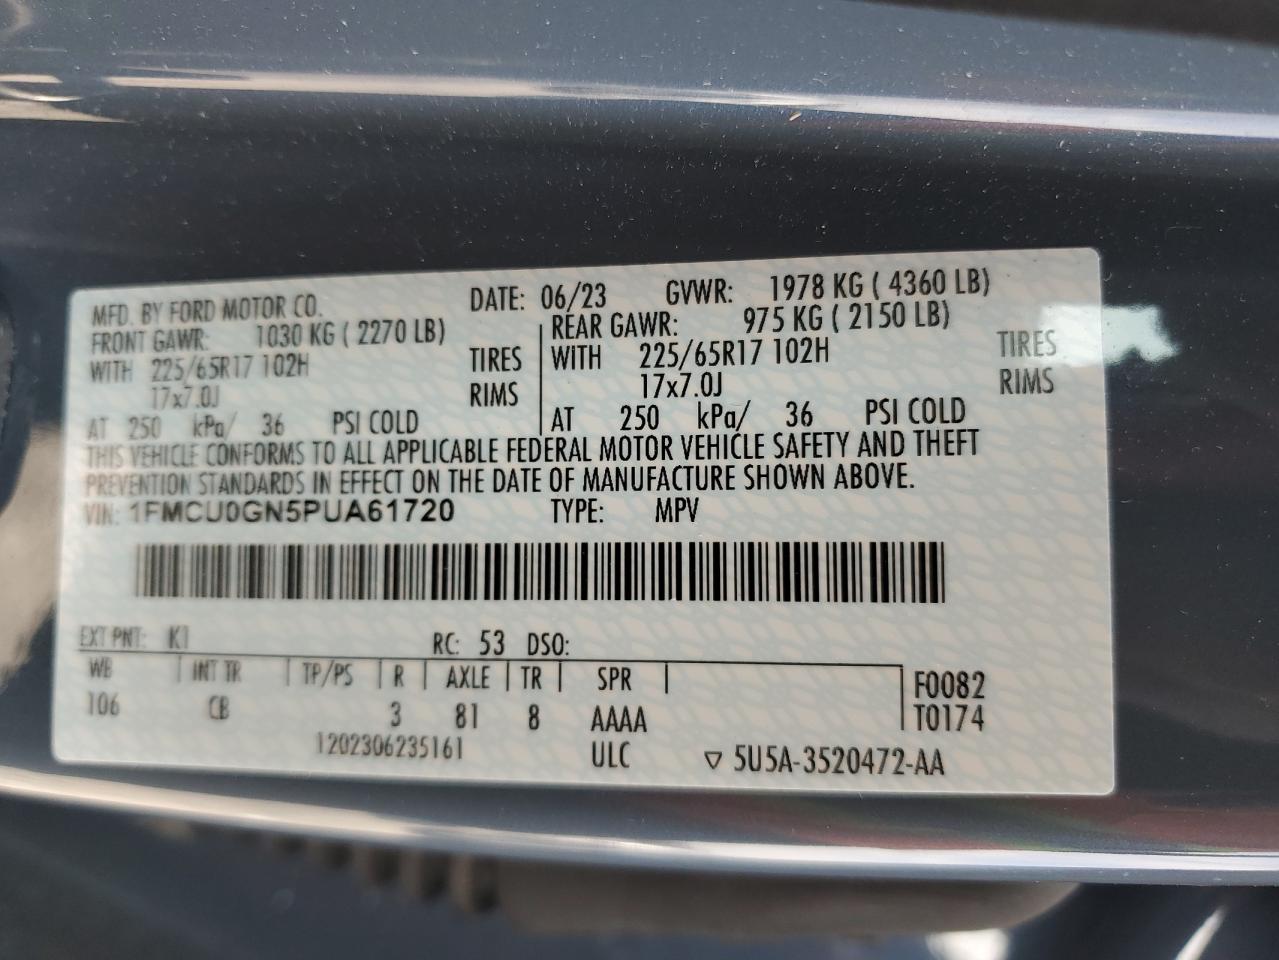 MFD. BY FORD MOTOR CO. DATE: 06/23 GVWR: 1978 KG ( 4360 LB)
FRONT GAWR: 1030 KG ( 2270 LB) REAR GAWR: 975 KG ( 2150 LB)
WITH 225/65R17 102H TIRES WITH 225/65R17 102H TIRES
17x7.0J RIMS 17x7.0J RIMS
AT 250 kPa/ 36 PSI COLD AT 250 kPa/ 36 PSI COLD
THIS VEHICLE CONFORMS TO ALL APPLICABLE FEDERAL MOTOR VEHICLE SAFETY AND THEFT
PREVENTION STANDARDS IN EFFECT ON THE DATE OF MANUFACTURE SHOWN ABOVE.
VIN: 1FMCU0GN5PUA61720 TYPE: MPV
EXT PNT: K1 RC: 53 DSO:
WB INT TR TP/PS R AXLE TR SPR F0082
106 CB 3 81 8 AAAA T0174
1202306235161 ULC ▽ 5U5A-3520472-AA